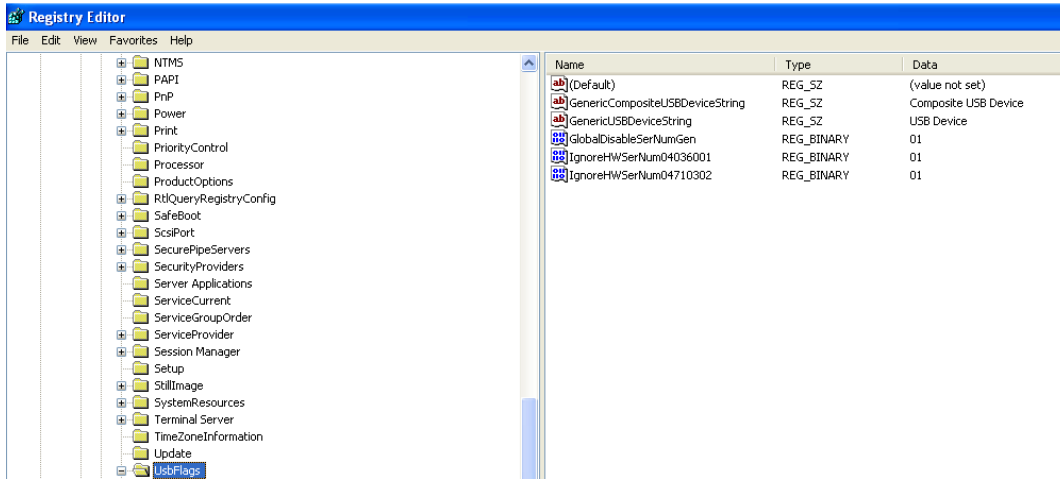 Registry Editor
File Edit View Favorites Help
NTMS
PAPI
PnP
Power
Print
PriorityControl
Processor
ProductOptions
RtlQueryRegistryConfig
SafeBoot
ScsiPort
SecurePipeServers
SecurityProviders
Server Applications
ServiceCurrent
ServiceGroupOrder
ServiceProvider
Session Manager
Setup
StillImage
SystemResources
Terminal Server
TimeZoneInformation
Update
UsbFlags
Name Type Data
(Default) REG_SZ (value not set)
GenericCompositeUSBDeviceString REG_SZ Composite USB Device
GenericUSBDeviceString REG_SZ USB Device
GlobalDisableSerNumGen REG_BINARY 01
IgnoreHWSerNum04036001 REG_BINARY 01
IgnoreHWSerNum04710302 REG_BINARY 01